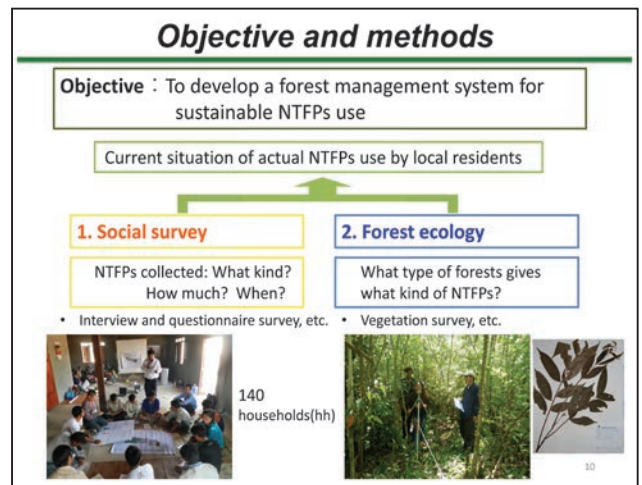 Objective and methods
Objective : To develop a forest management system for
sustainable NTFPs use
Current situation of actual NTFPs use by local residents
1. Social survey
NTFPs collected: What kind?
How much? When?
• Interview and questionnaire survey, etc.
140
households(hh)
2. Forest ecology
What type of forests gives
what kind of NTFPs?
• Vegetation survey, etc.
10